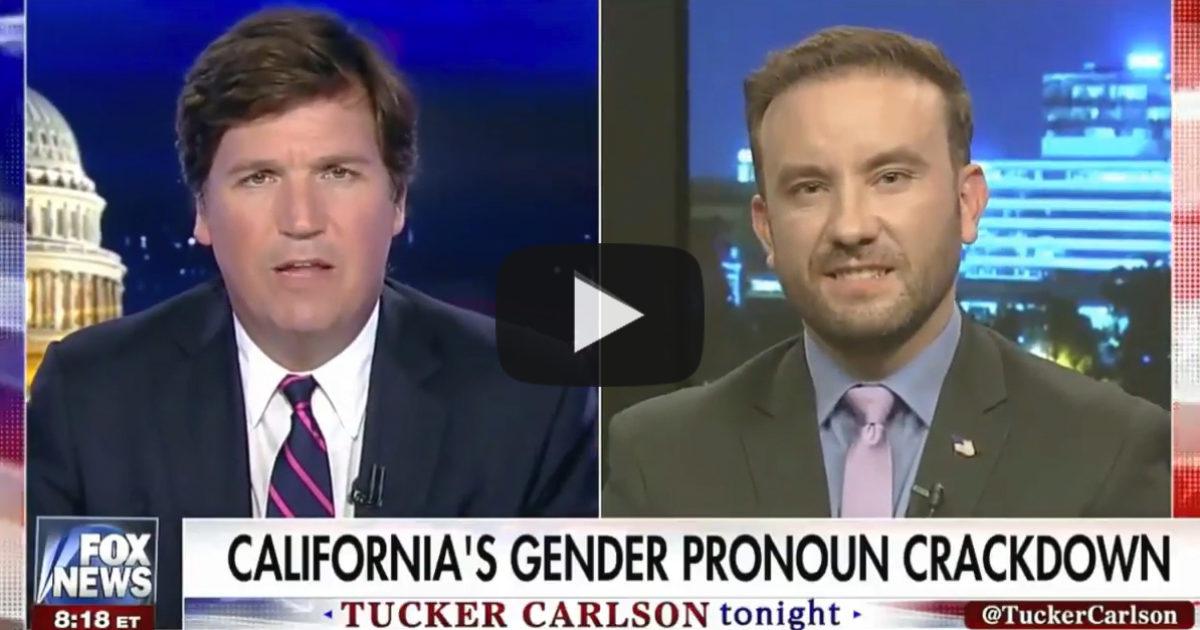 FOX
NEWS
8:18 ET
CALIFORNIA'S GENDER PRONOUN CRACKDOWN
TUCKER CARLSON tonight
@TuckerCarlson